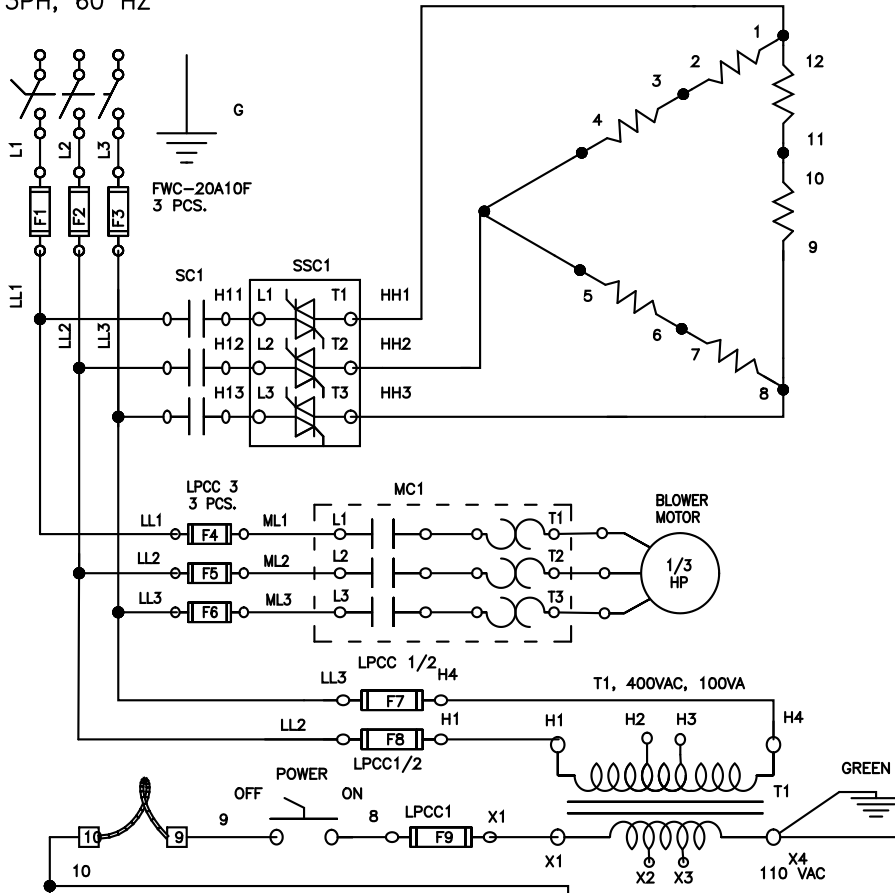 3PH, 60 HZ
1
12
2
3
4
11
10
9
5
6
7
8
G
L1
L2
L3
FWC-20A10F
3 PCS.
F1
F2
F3
LL1
LL2
LL3
SC1
SSC1
H11
L1
T1
HH1
H12
L2
T2
HH2
H13
L3
T3
HH3
LPCC 3
3 PCS.
MC1
BLOWER
MOTOR
LL1
F4
ML1
L1
T1
LL2
F5
ML2
L2
T2
1/3
HP
LL3
F6
ML3
L3
T3
LPCC 1/2
LL3
H4
F7
T1, 400VAC, 100VA
LL2
H1
F8
LPCC1/2
H1
H2
H3
H4
T1
GREEN
POWER
OFF
ON
10
9
9
8
LPCC1
F9
X1
X1
X2
X3
X4
110 VAC
10